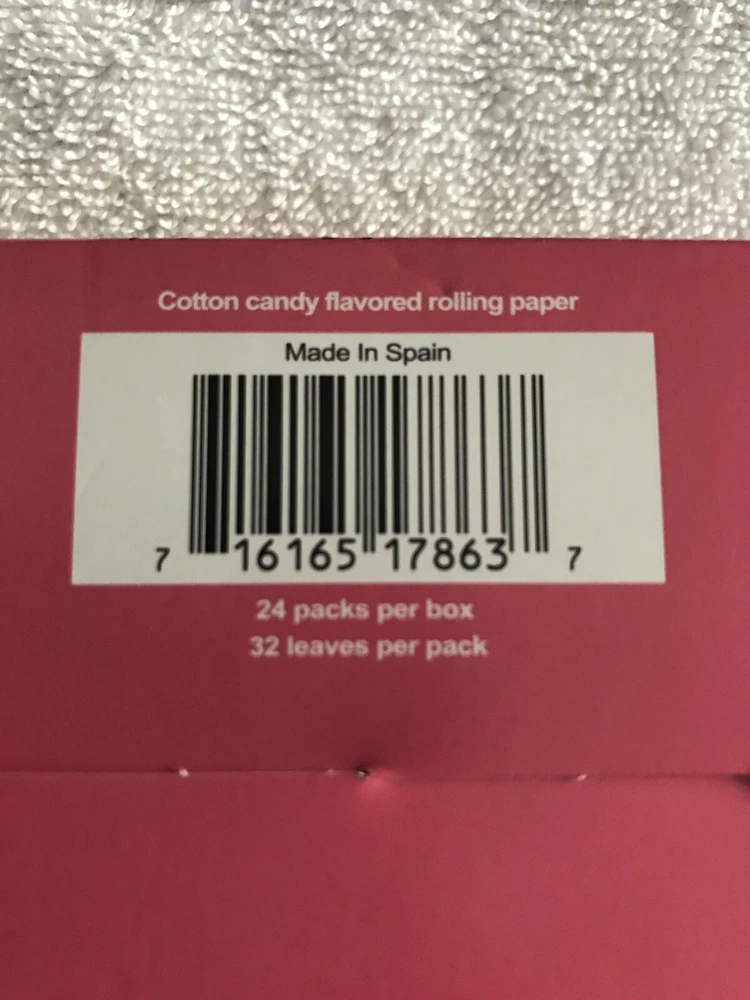 Cotton candy flavored rolling paper
Made In Spain
7 16165 17863 7
24 packs per box
32 leaves per pack